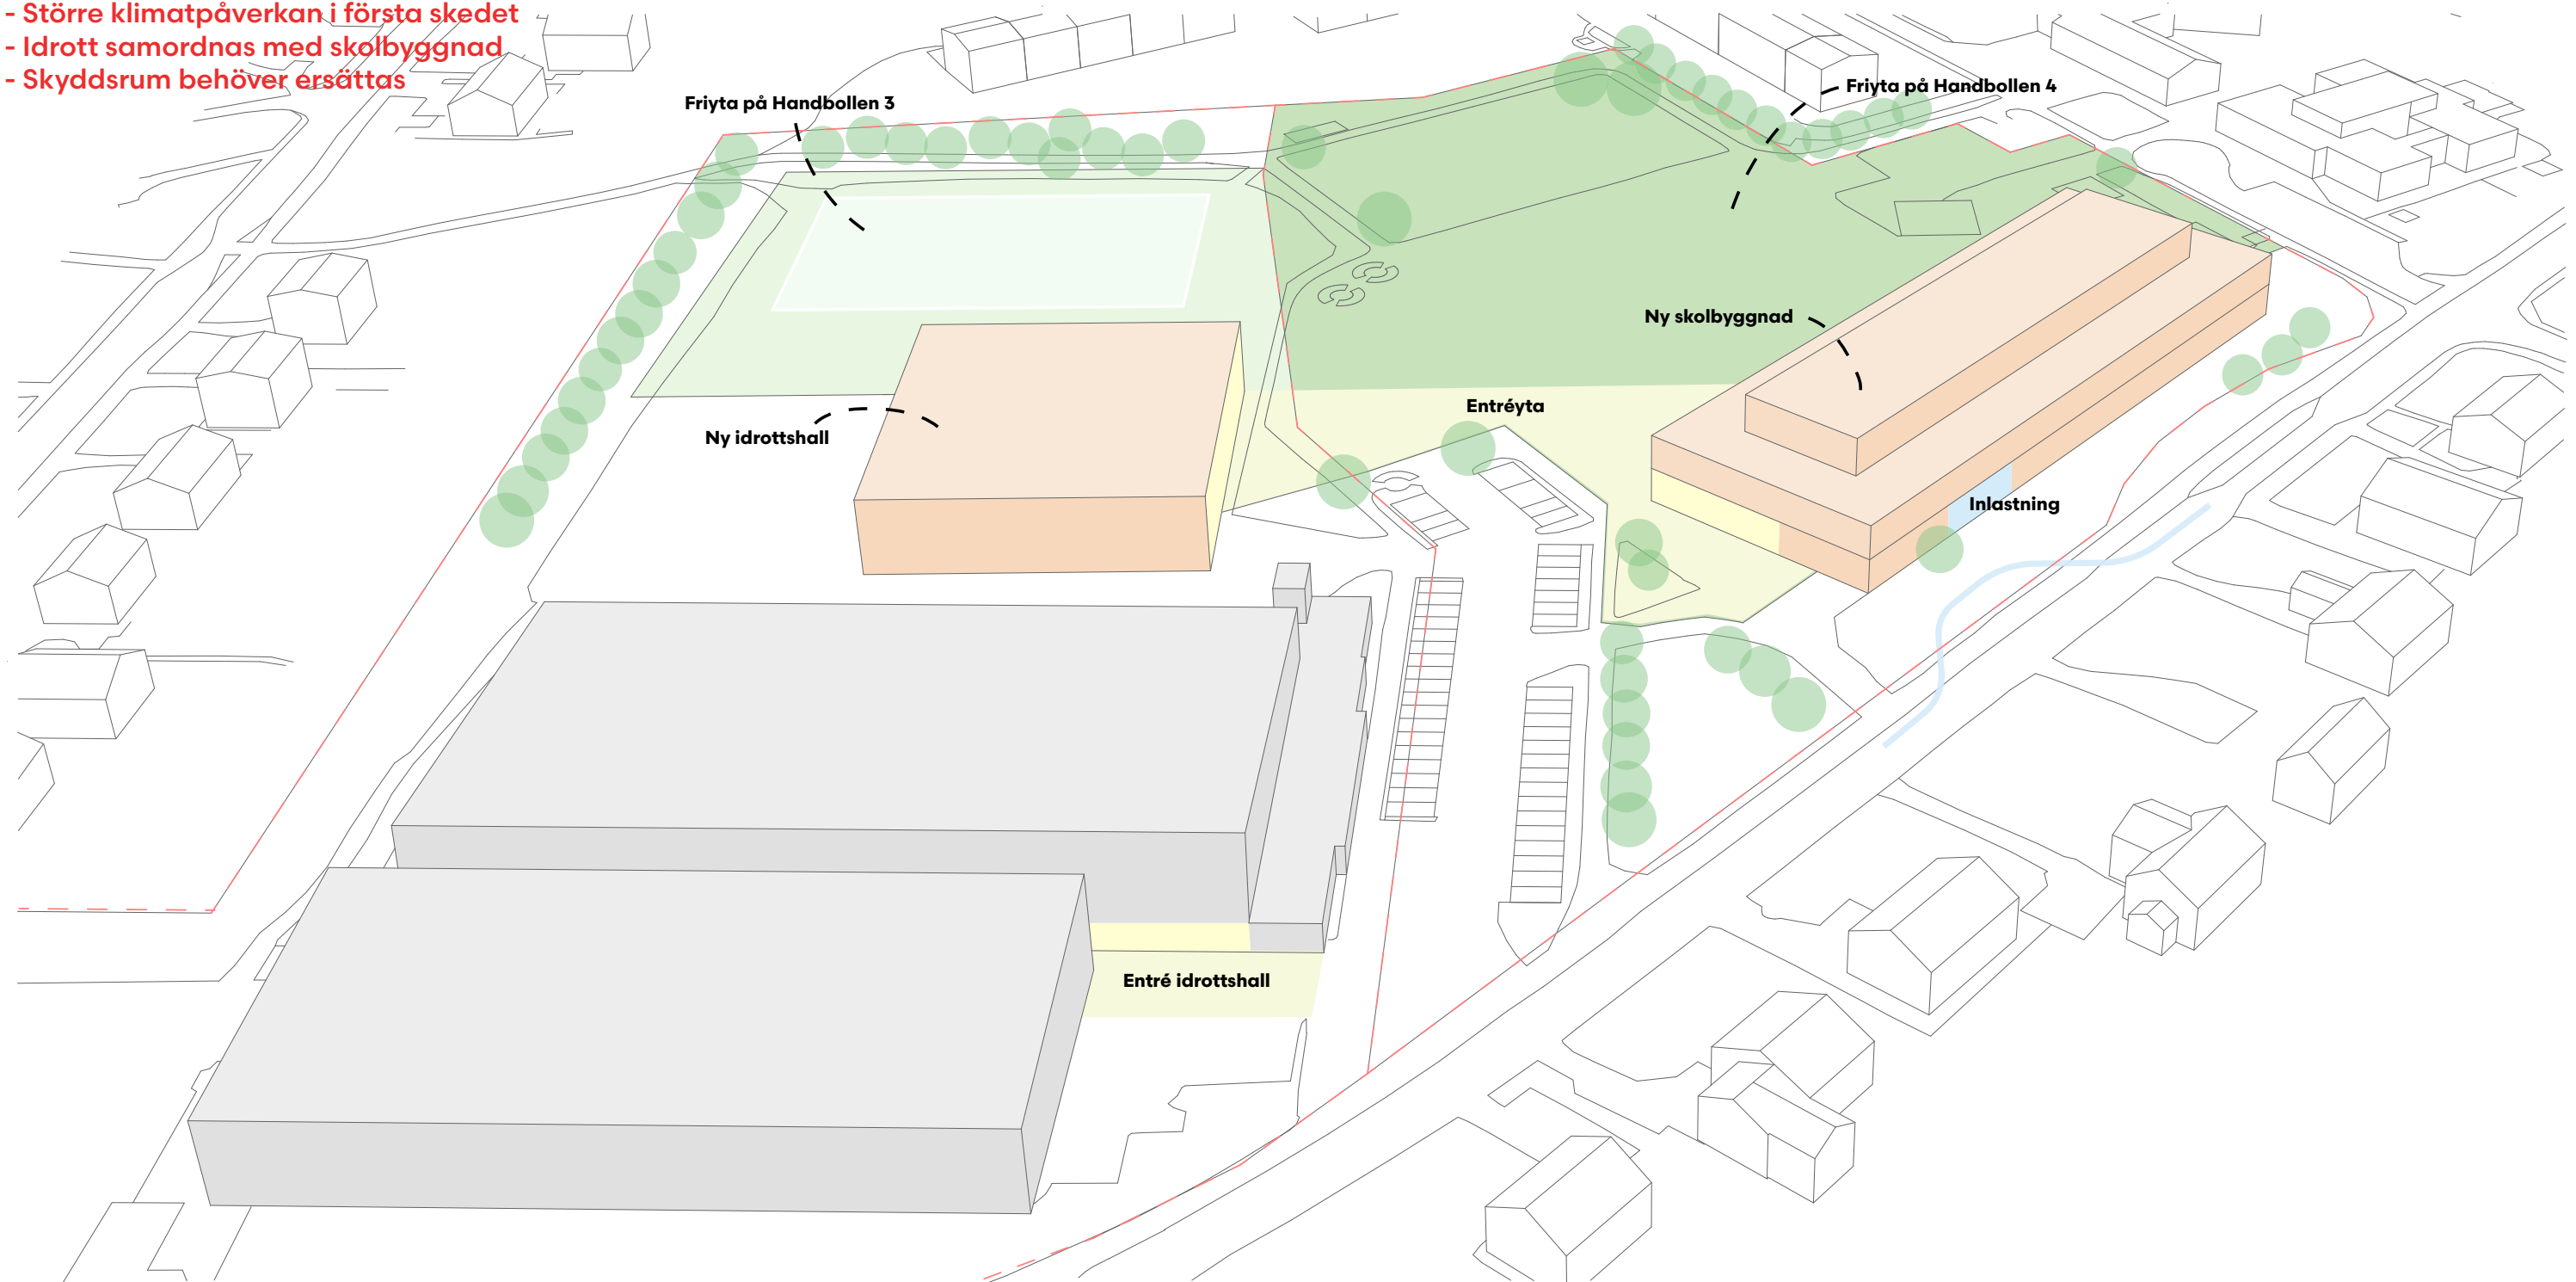 - Större klimatpåverkan i första skedet
- Idrott samordnas med skolbyggnad
- Skyddsrum behöver ersättas
Friyta på Handbollen 3
Friyta på Handbollen 4
Ny skolbyggnad
Entréyta
Ny idrottshall
Inlastning
Entré idrottshall